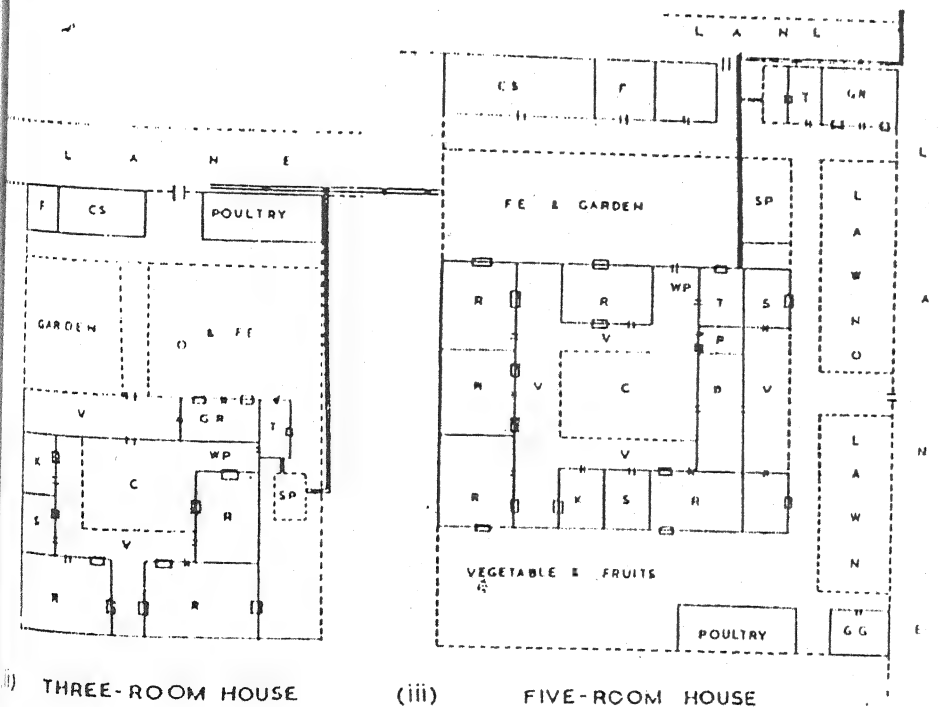 L A N L
CS F T GR
L A N E
F CS POULTRY
FE & GARDEN SP
L A W N O
GARDEN & FE
R R WP T S
V P
R V C D V
V GR T
WP
K C SP
S R
V
R R
V
R K S R
L A W N
L A N E
VEGETABLE & FRUITS
POULTRY GG
ii) THREE-ROOM HOUSE (iii) FIVE-ROOM HOUSE